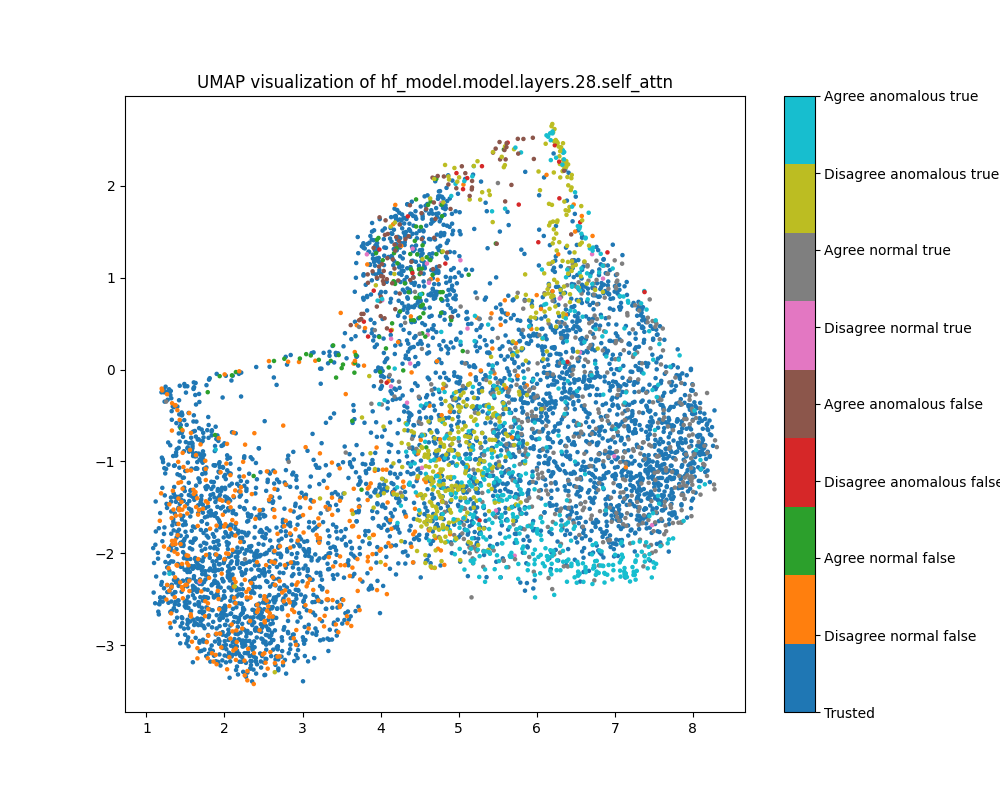 UMAP visualization of hf_model.model.layers.28.self_attn
2
1
0
−1
−2
−3
1 2 3 4 5 6 7 8
Agree anomalous true
Disagree anomalous true
Agree normal true
Disagree normal true
Agree anomalous false
Disagree anomalous false
Agree normal false
Disagree normal false
Trusted